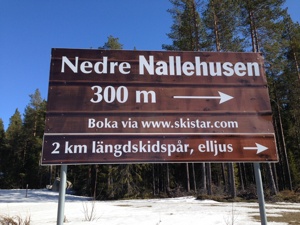 Nedre Nallehusen
300 m
Boka via www.skistar.com
2 km längdskidspår, elljus